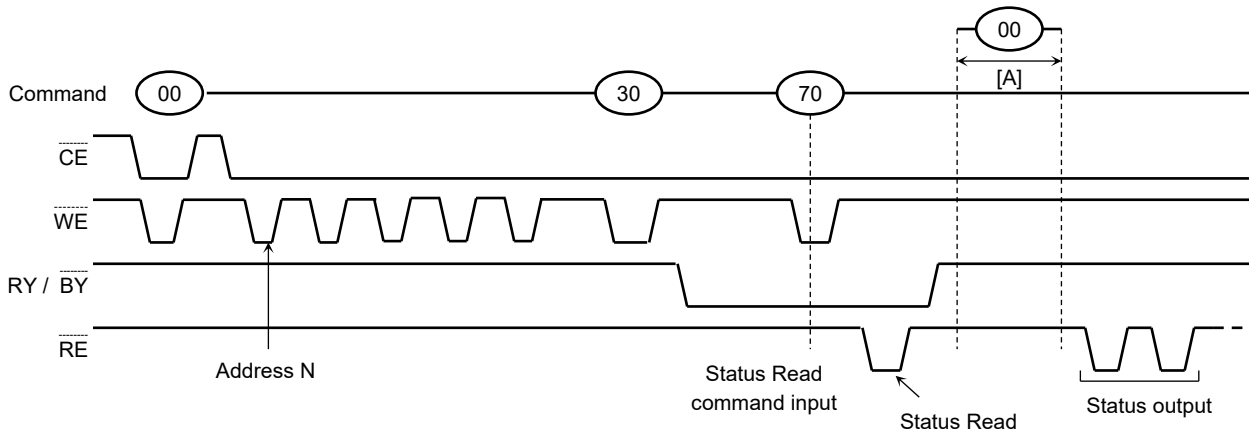 00
[A]
Command 00 30 70
CE
WE
RY / BY
RE
Address N
Status Read
command input
Status Read
Status output